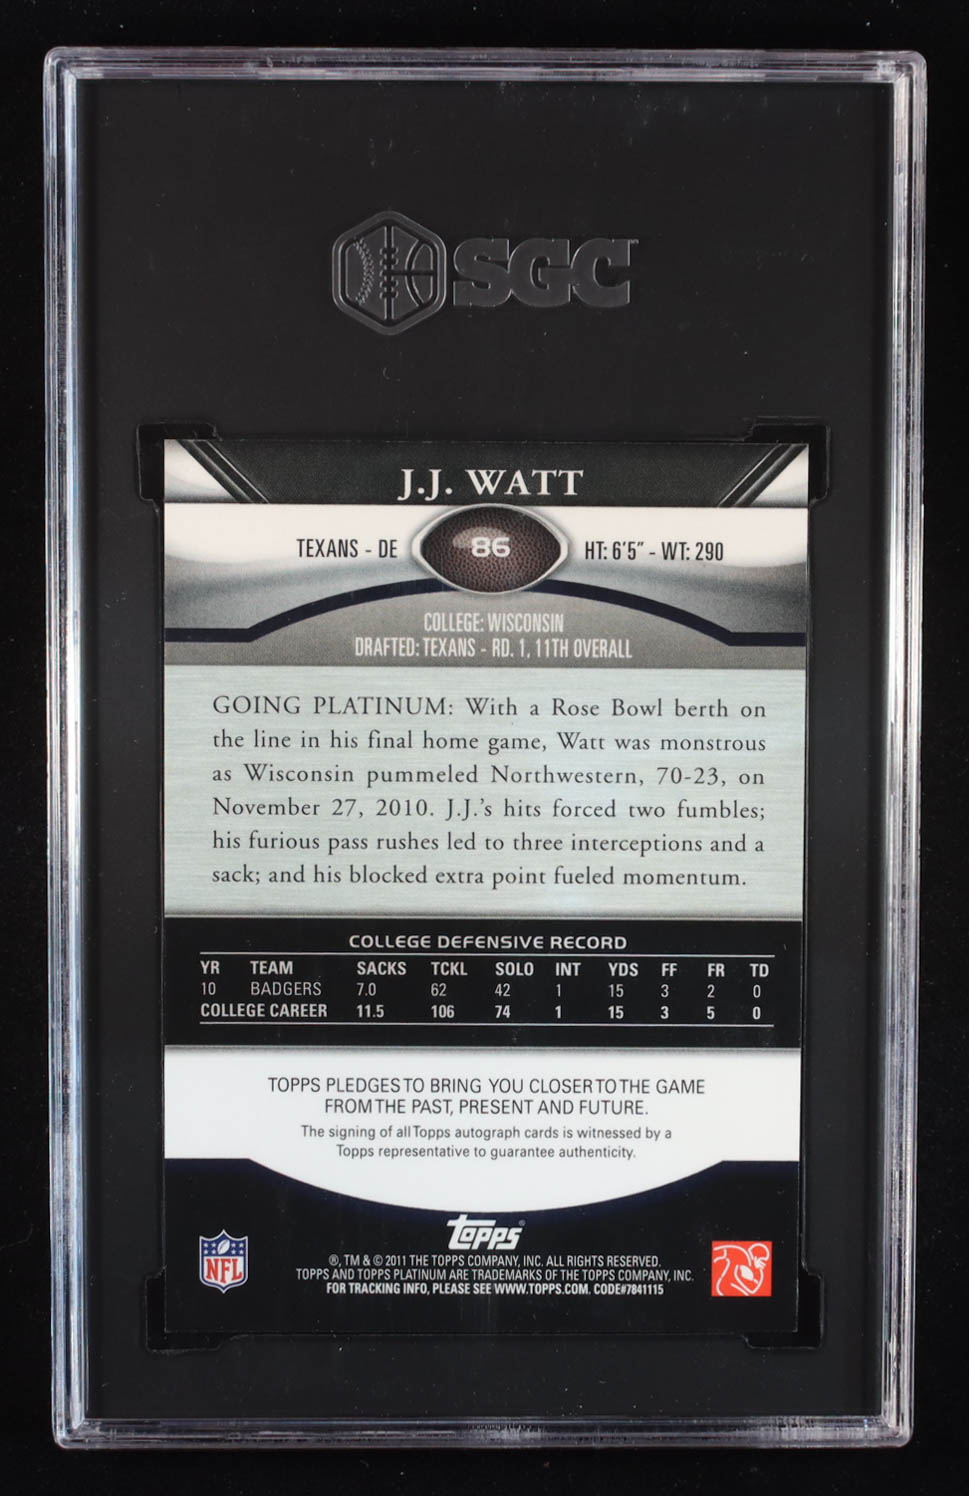 SGC
J.J. WATT
TEXANS - DE
86
HT: 6'5" - WT: 290
COLLEGE: WISCONSIN
DRAFTED: TEXANS - RD. 1, 11TH OVERALL
GOING PLATINUM: With a Rose Bowl berth on
the line in his final home game, Watt was monstrous
as Wisconsin pummeled Northwestern, 70-23, on
November 27, 2010. J.J.'s hits forced two fumbles;
his furious pass rushes led to three interceptions and a
sack; and his blocked extra point fueled momentum.
COLLEGE DEFENSIVE RECORD
YR TEAM SACKS TCKL SOLO INT YDS FF FR TD
10 BADGERS 7.0 62 42 1 15 3 2 0
COLLEGE CAREER 11.5 106 74 1 15 3 5 0
TOPPS PLEDGES TO BRING YOU CLOSER TO THE GAME
FROM THE PAST, PRESENT AND FUTURE.
The signing of all Topps autograph cards is witnessed by a
Topps representative to guarantee authenticity.
NFL
topps®
®, TM & © 2011 THE TOPPS COMPANY, INC. ALL RIGHTS RESERVED.
TOPPS AND TOPPS PLATINUM ARE TRADEMARKS OF THE TOPPS COMPANY, INC.
FOR TRACKING INFO, PLEASE SEE WWW.TOPPS.COM. CODE#7841115